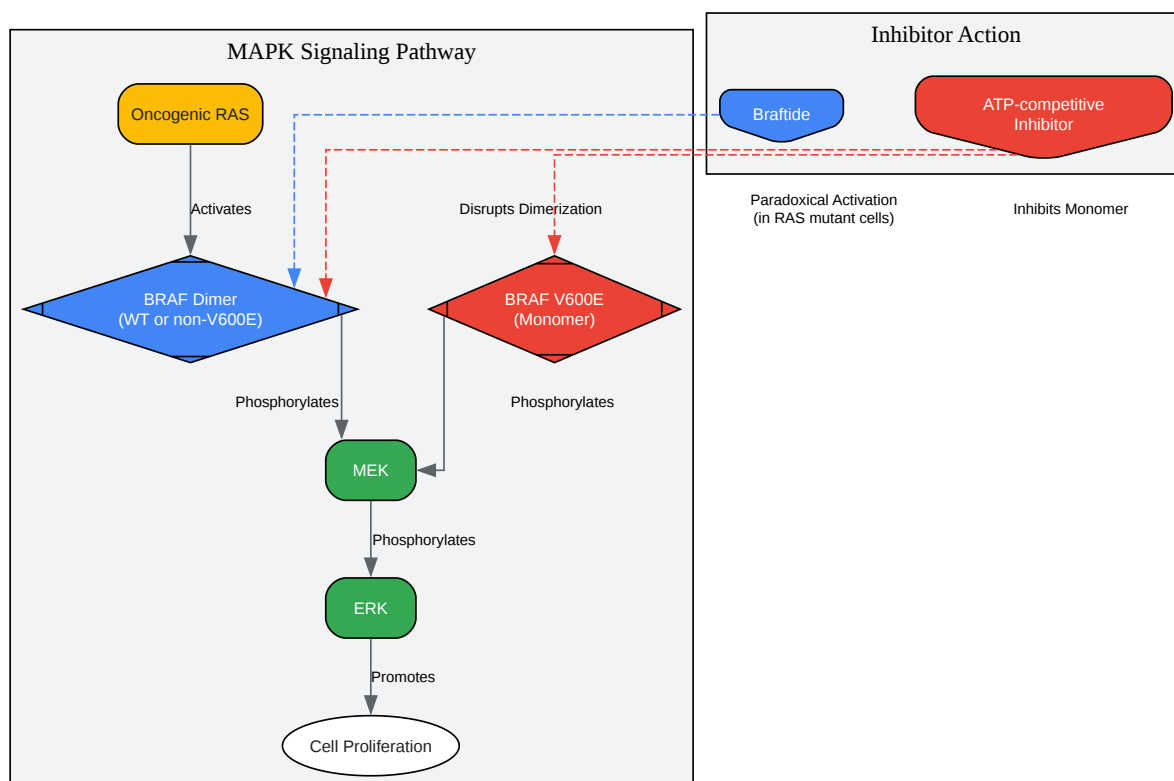 MAPK Signaling Pathway
Inhibitor Action
Oncogenic RAS
Braftide
ATP-competitive
Inhibitor
Activates
Disrupts Dimerization
Paradoxical Activation
(in RAS mutant cells)
Inhibits Monomer
BRAF Dimer
(WT or non-V600E)
BRAF V600E
(Monomer)
Phosphorylates
Phosphorylates
MEK
Phosphorylates
ERK
Promotes
Cell Proliferation